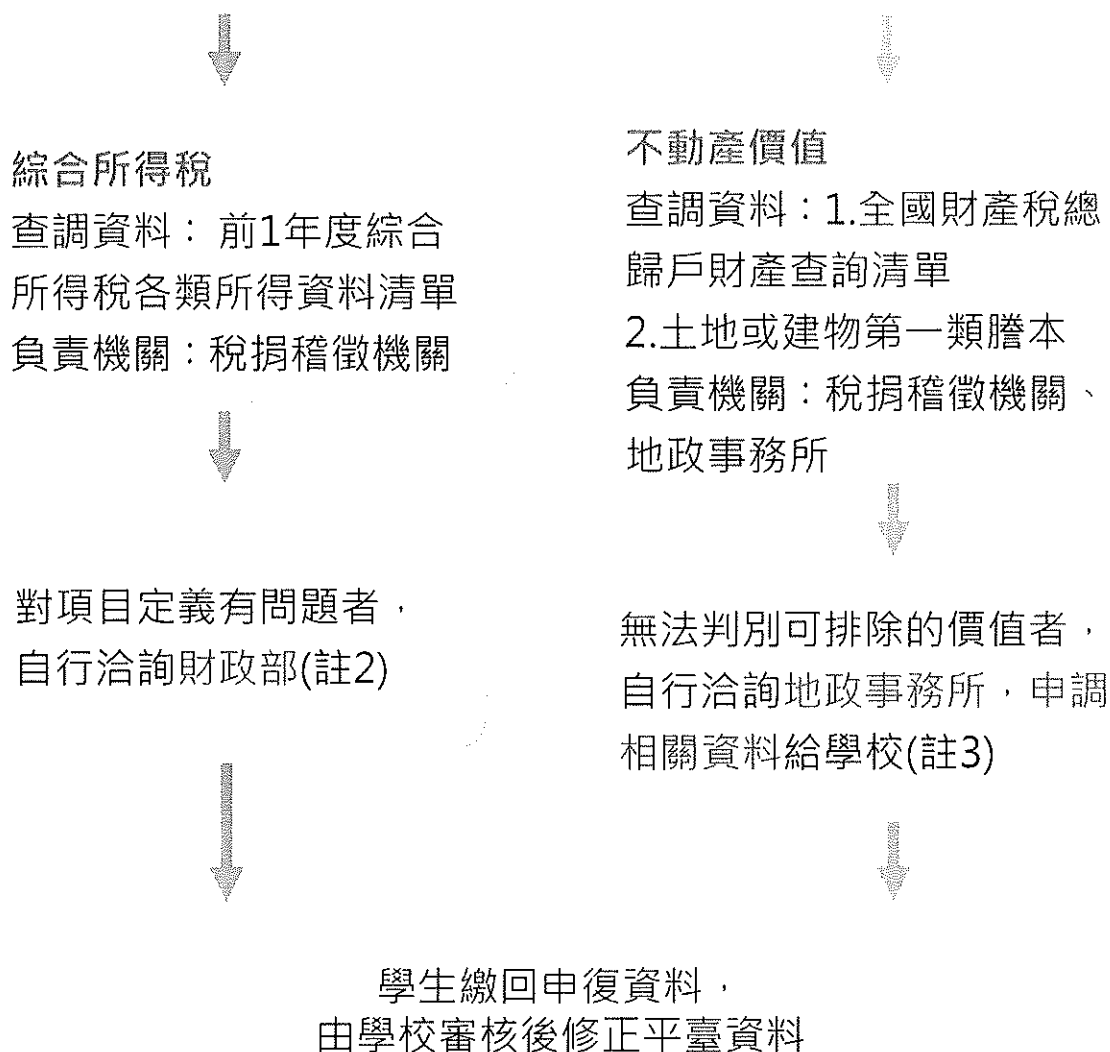 綜合所得稅
查調資料： 前1年度綜合
所得稅各類所得資料清單
負責機關：稅捐稽徵機關
對項目定義有問題者，
自行洽詢財政部(註2)
不動產價值
查調資料：1.全國財產稅總
歸戶財產查詢清單
2.土地或建物第一類謄本
負責機關：稅捐稽徵機關、
地政事務所
無法判別可排除的價值者，
自行洽詢地政事務所，申調
相關資料給學校(註3)
學生繳回申復資料，
由學校審核後修正平臺資料